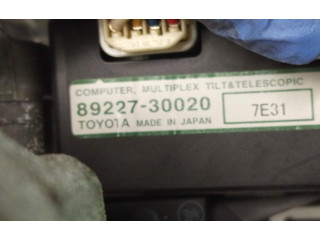 COMPUTER, MULTIPLEX TILT&TELESCOPIC
89227-30020 7E31
TOYOTA MADE IN JAPAN